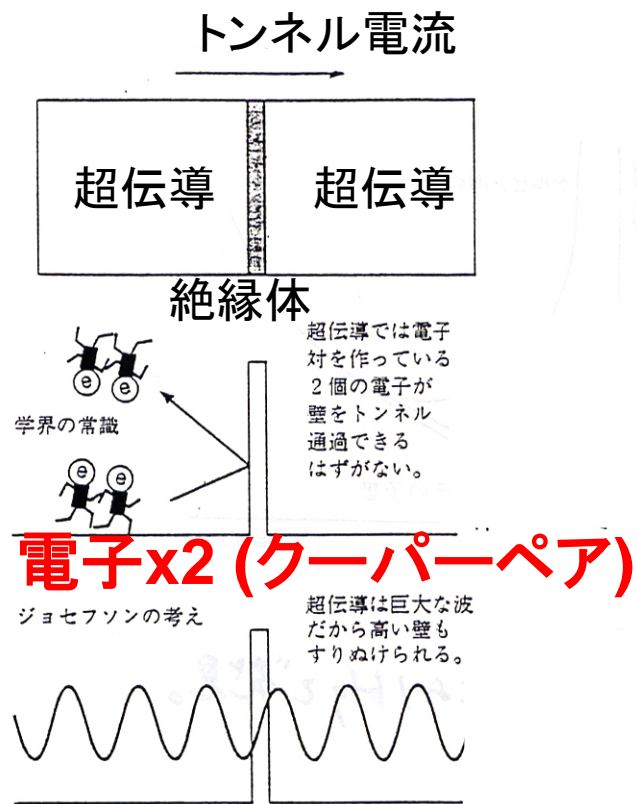 トンネル電流
超伝導
超伝導
絶縁体
超伝導では電子
対を作っている
2個の電子が
壁をトンネル
通過できる
はずがない。
e e
学界の常識
e e
電子x2 (クーパーペア)
ジョセフソンの考え
超伝導は巨大な波
だから高い壁も
すりぬけられる。